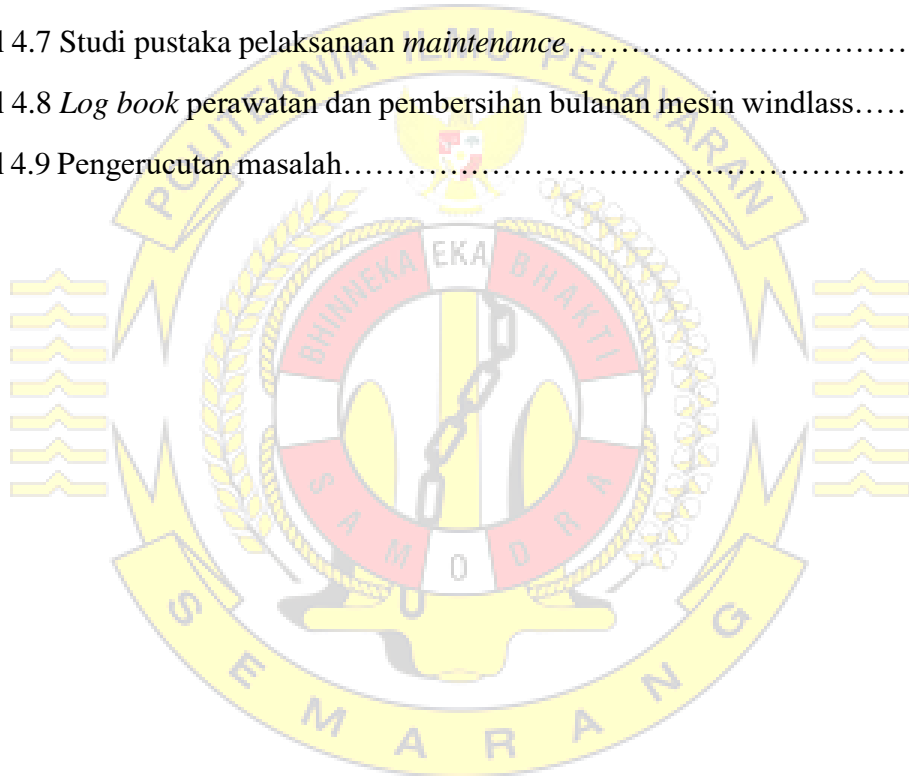 l 4.7 Studi pustaka pelaksanaan maintenance……………………………
l 4.8 Log book perawatan dan pembersihan bulanan mesin windlass…..
l 4.9 Pengerucutan masalah………………………………………………
POLITEKNIK ILMU PELAYARAN
BHINNEKA EKA BHAKTI
SAMODRA
SEMARANG